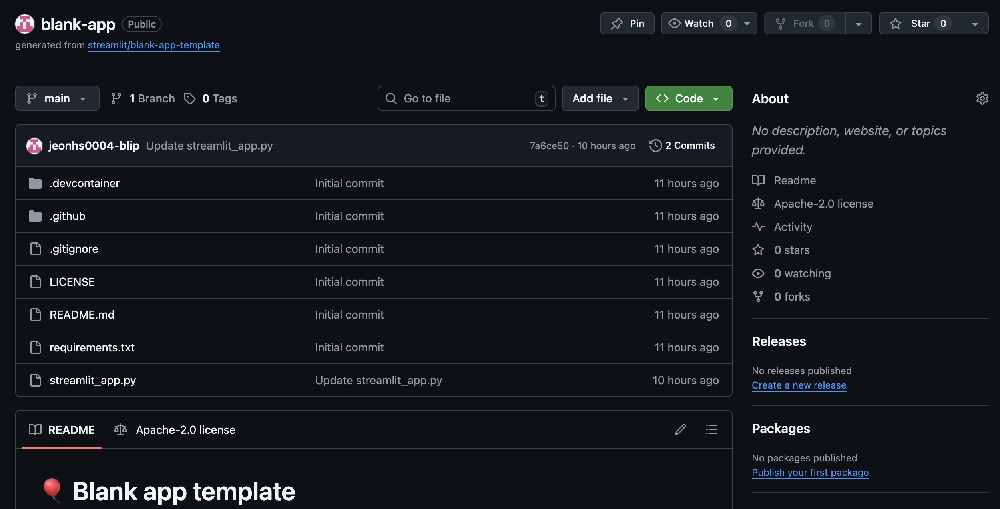 blank-app Public
Pin
Watch 0
Fork 0
Star 0
generated from streamlit/blank-app-template
main
1 Branch
0 Tags
Go to file t
Add file
Code
jeonhs0004-blip Update streamlit_app.py 7a6ce50 · 10 hours ago 2 Commits
.devcontainer Initial commit 11 hours ago
.github Initial commit 11 hours ago
.gitignore Initial commit 11 hours ago
LICENSE Initial commit 11 hours ago
README.md Initial commit 11 hours ago
requirements.txt Initial commit 11 hours ago
streamlit_app.py Update streamlit_app.py 10 hours ago
README Apache-2.0 license
Blank app template
About
No description, website, or topics
provided.
Readme
Apache-2.0 license
Activity
0 stars
0 watching
0 forks
Releases
No releases published
Create a new release
Packages
No packages published
Publish your first package